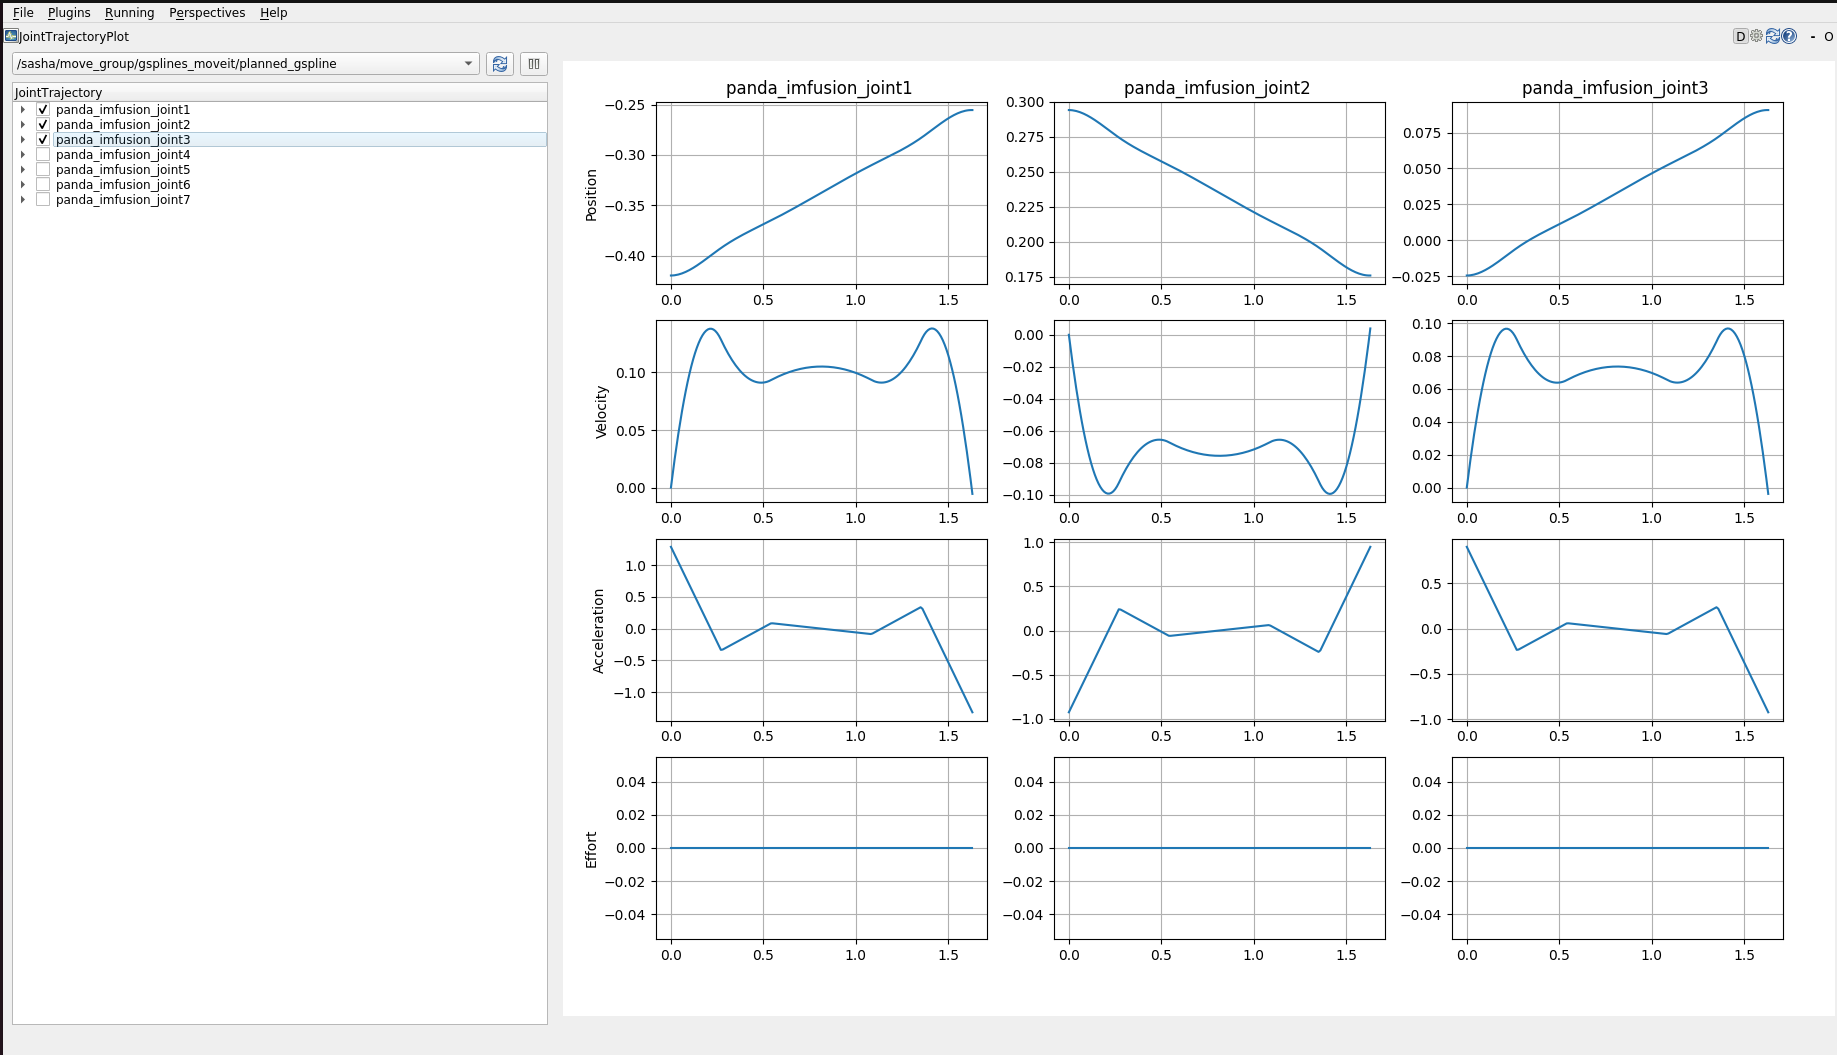 File Plugins Running Perspectives Help
JointTrajectoryPlot D ? - O
/sasha/move_group/gsplines_moveit/planned_gspline
JointTrajectory
panda_imfusion_joint1
panda_imfusion_joint2
panda_imfusion_joint3
panda_imfusion_joint4
panda_imfusion_joint5
panda_imfusion_joint6
panda_imfusion_joint7
panda_imfusion_joint1
Position
−0.25
−0.30
−0.35
−0.40
0.0 0.5 1.0 1.5
panda_imfusion_joint2
0.300
0.275
0.250
0.225
0.200
0.175
0.0 0.5 1.0 1.5
panda_imfusion_joint3
0.075
0.050
0.025
0.000
−0.025
0.0 0.5 1.0 1.5
Velocity
0.10
0.05
0.00
0.0 0.5 1.0 1.5
0.00
−0.02
−0.04
−0.06
−0.08
−0.10
0.0 0.5 1.0 1.5
0.10
0.08
0.06
0.04
0.02
0.00
0.0 0.5 1.0 1.5
Acceleration
1.0
0.5
0.0
−0.5
−1.0
0.0 0.5 1.0 1.5
1.0
0.5
0.0
−0.5
−1.0
0.0 0.5 1.0 1.5
0.5
0.0
−0.5
−1.0
0.0 0.5 1.0 1.5
Effort
0.04
0.02
0.00
−0.02
−0.04
0.0 0.5 1.0 1.5
0.04
0.02
0.00
−0.02
−0.04
0.0 0.5 1.0 1.5
0.04
0.02
0.00
−0.02
−0.04
0.0 0.5 1.0 1.5